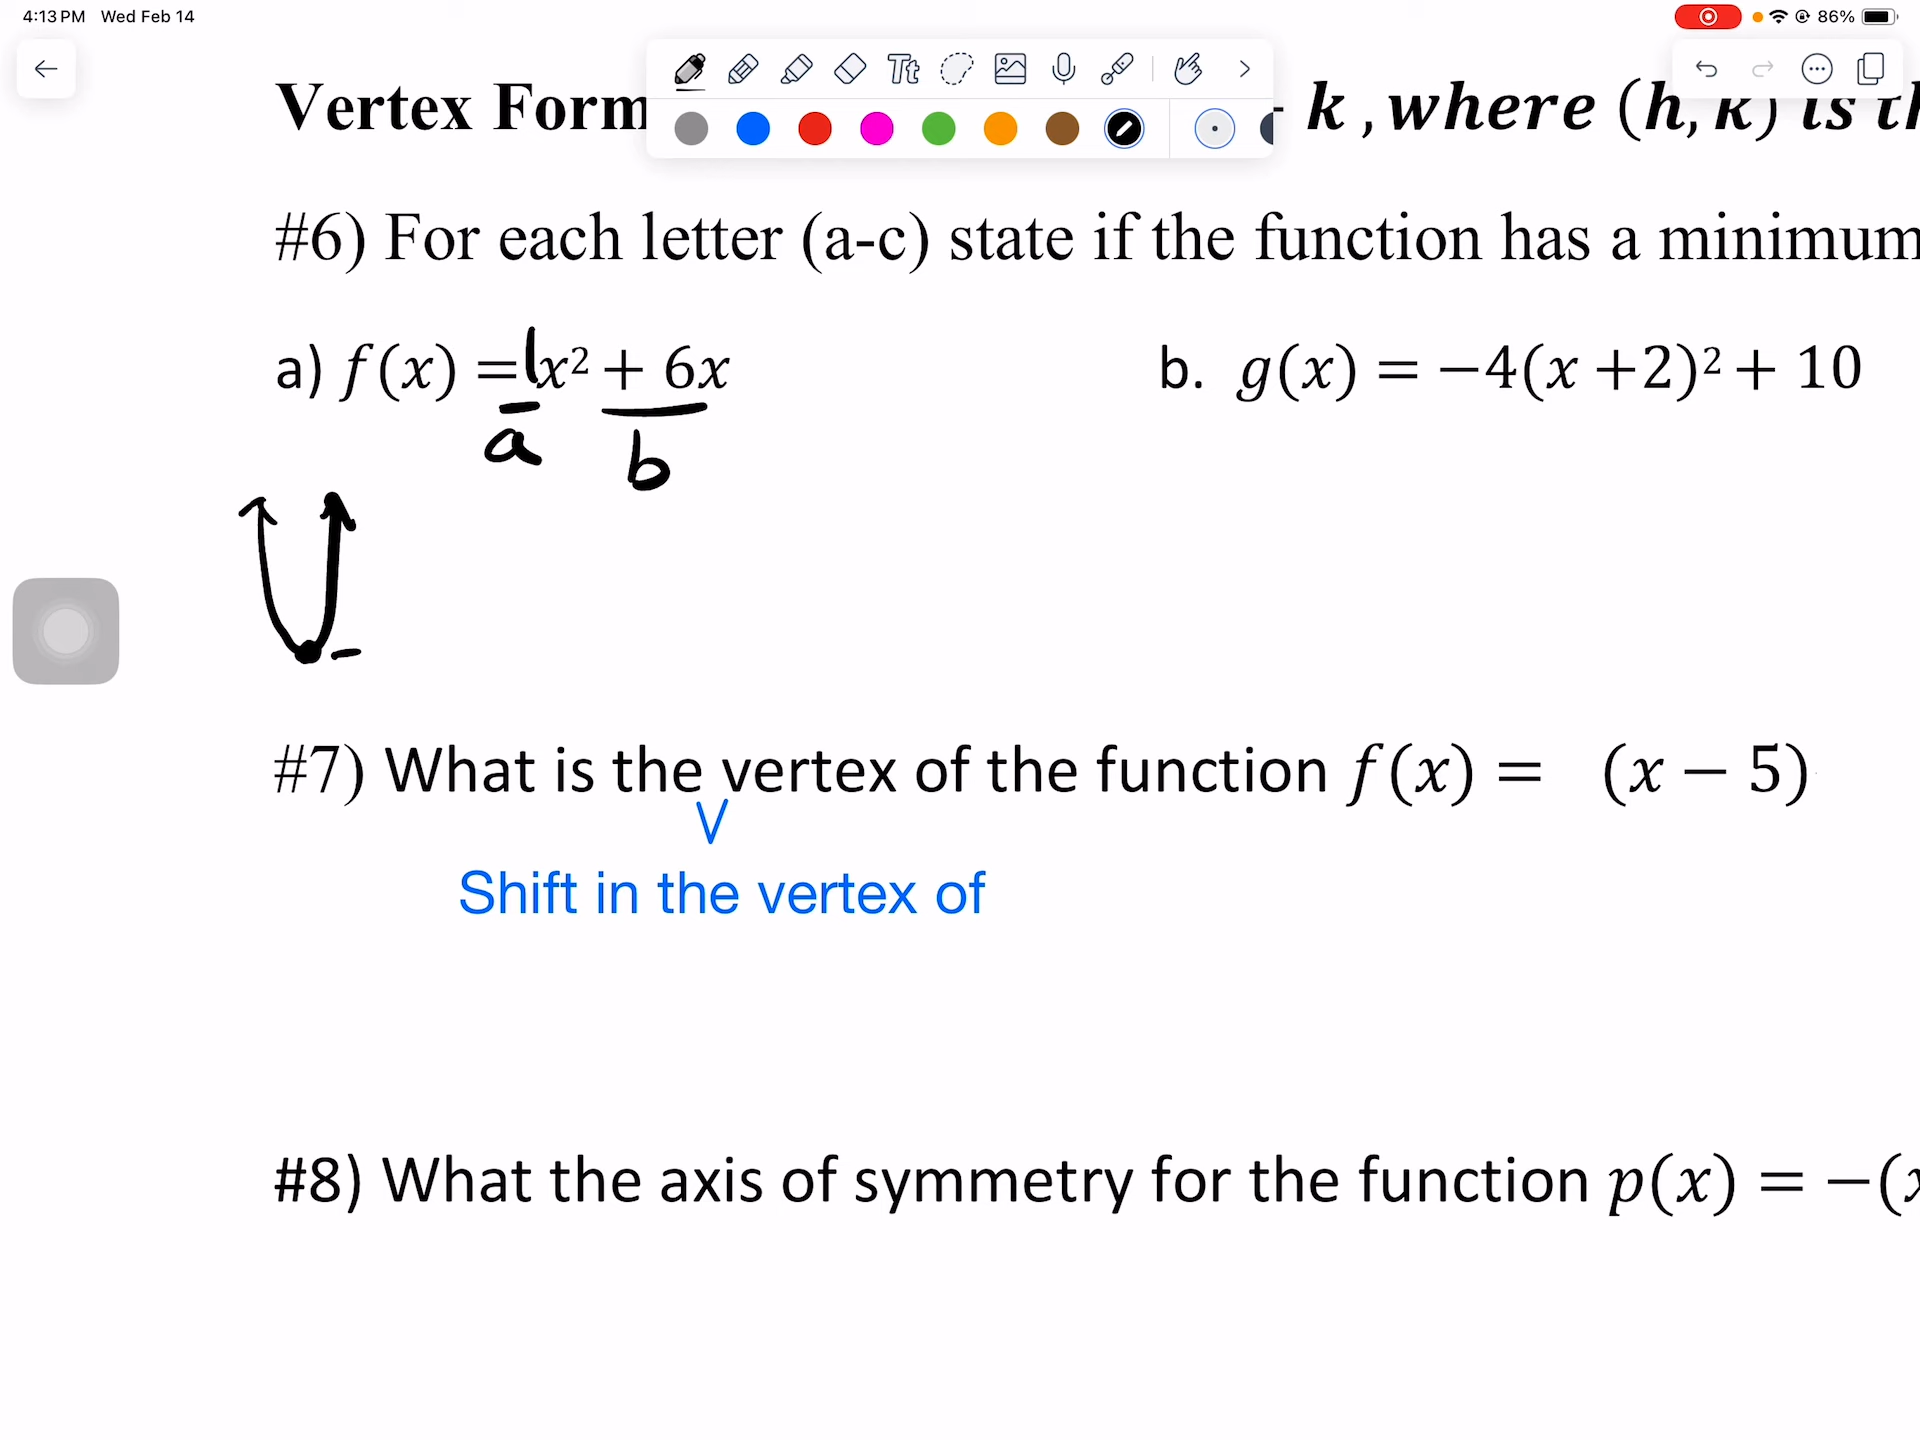 4:13 PM Wed Feb 14
86%
Tt
Vertex Form k , where (h, k) is th
#6) For each letter (a-c) state if the function has a minimum
a) f(x) = 1x² + 6x
b. g(x) = −4(x +2)² + 10
a b
#7) What is the vertex of the function f(x) = (x − 5)
V
Shift in the vertex of
#8) What the axis of symmetry for the function p(x) = −(x